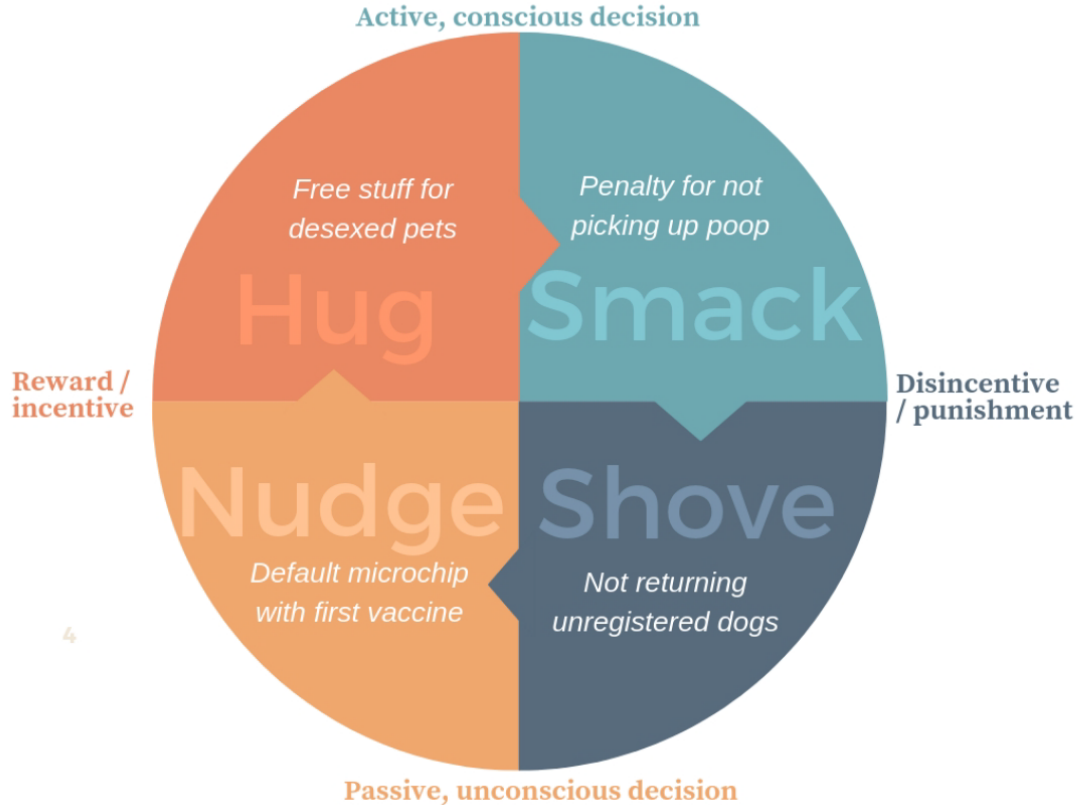 Active, conscious decision
Free stuff for
desexed pets
Hug
Penalty for not
picking up poop
Smack
Reward /
incentive
Disincentive
/ punishment
Nudge
Default microchip
with first vaccine
Shove
Not returning
unregistered dogs
4
Passive, unconscious decision